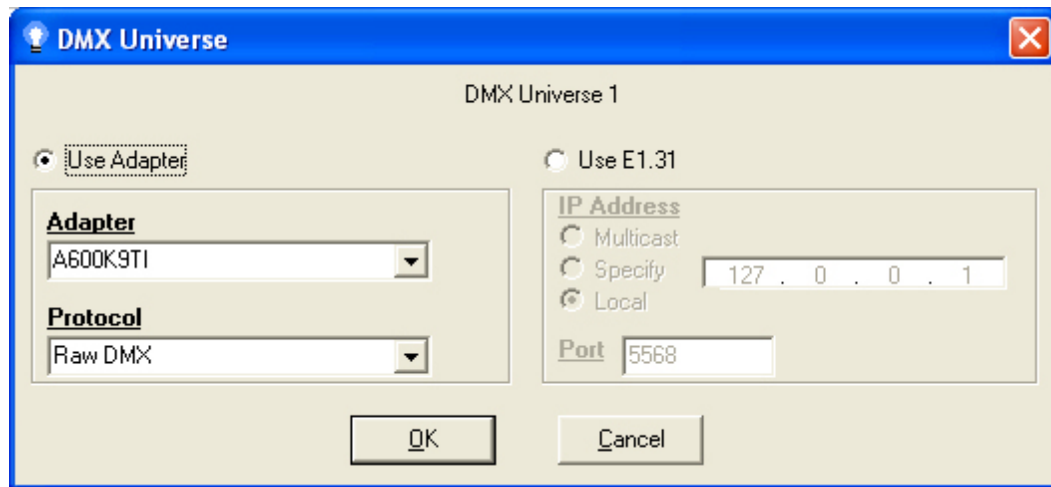 DMX Universe
DMX Universe 1
Use Adapter
Adapter
A600K9TI
Protocol
Raw DMX
Use E1.31
IP Address
Multicast
Specify 127 . 0 . 0 . 1
Local
Port 5568
OK
Cancel